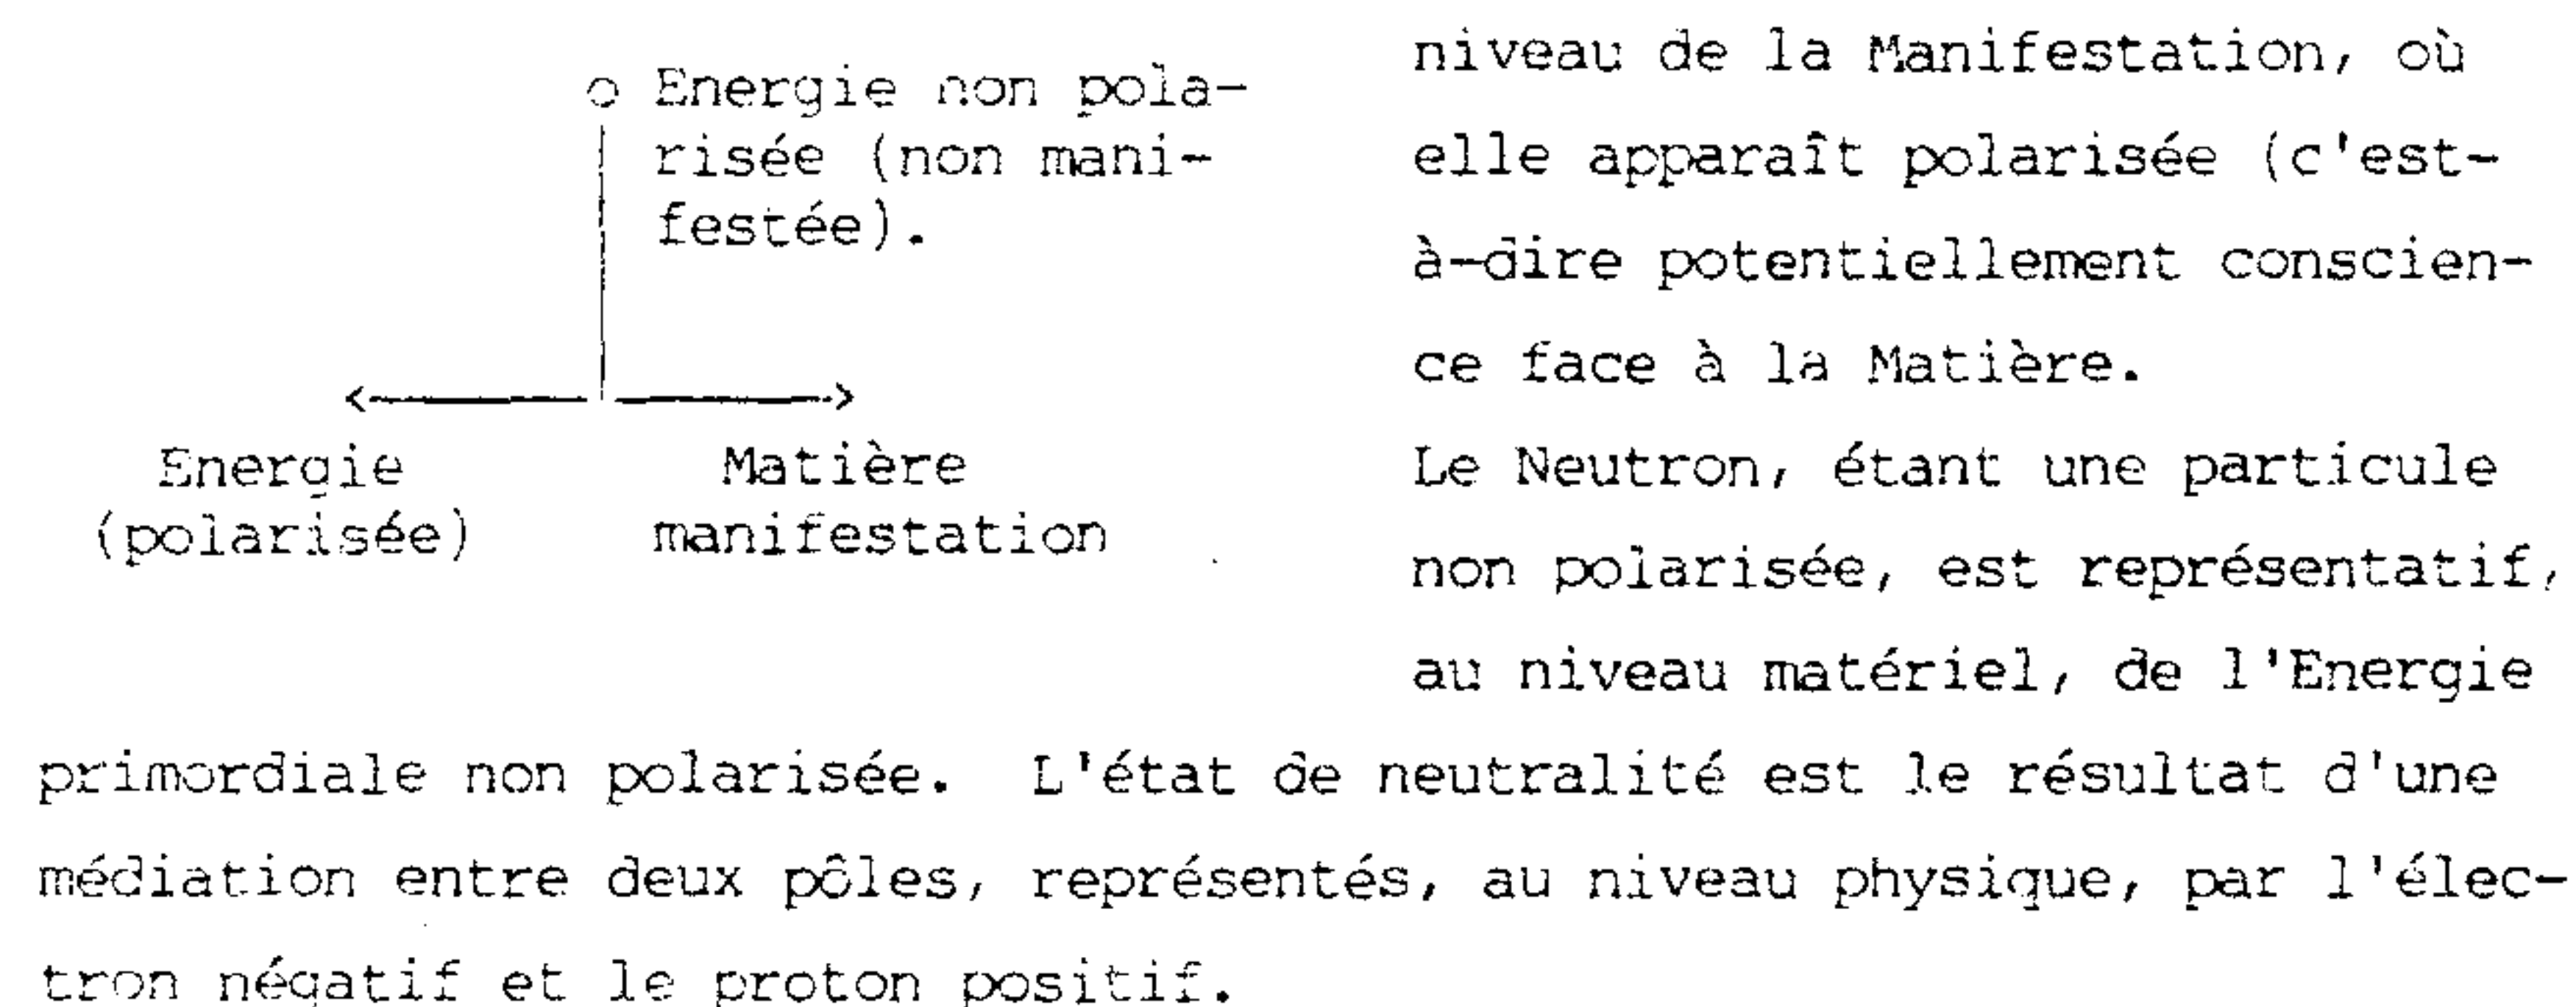 o Energie non pola-
risée (non mani-
festée).
Energie
(polarisée)
Matière
manifestation
niveau de la Manifestation, où
elle apparaît polarisée (c'est-
à-dire potentiellement conscien-
ce face à la Matière.
Le Neutron, étant une particule
non polarisée, est représentatif,
au niveau matériel, de l'Energie
primordiale non polarisée. L'état de neutralité est le résultat d'une
médiation entre deux pôles, représentés, au niveau physique, par l'élec-
tron négatif et le proton positif.